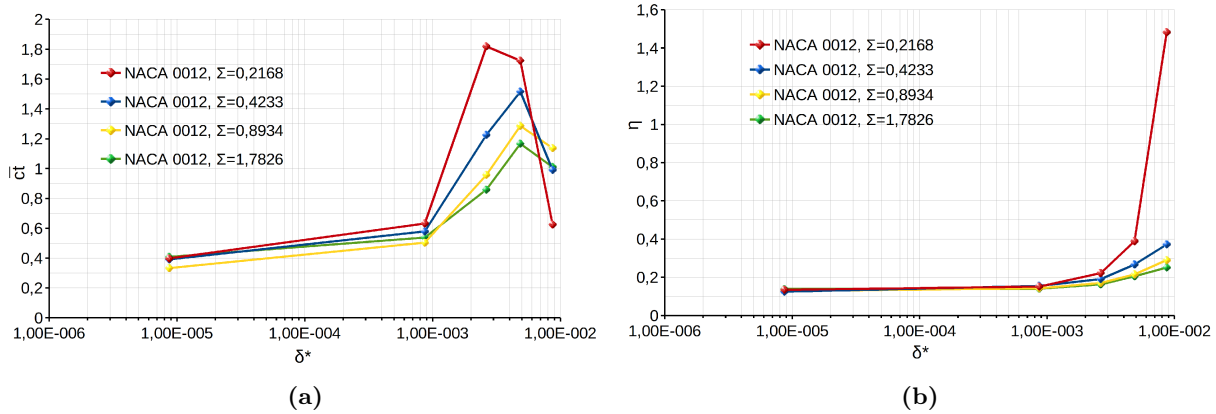 2
1,8
1,6
1,4
1,2
1
0,8
0,6
0,4
0,2
0
c̅t̅
NACA 0012, Σ=0,2168
NACA 0012, Σ=0,4233
NACA 0012, Σ=0,8934
NACA 0012, Σ=1,7826
1,00E-006 1,00E-005 1,00E-004 1,00E-003 1,00E-002
δ*
(a)
1,6
1,4
1,2
1
0,8
0,6
0,4
0,2
0
η
NACA 0012, Σ=0,2168
NACA 0012, Σ=0,4233
NACA 0012, Σ=0,8934
NACA 0012, Σ=1,7826
1,00E-006 1,00E-005 1,00E-004 1,00E-003 1,00E-002
δ*
(b)